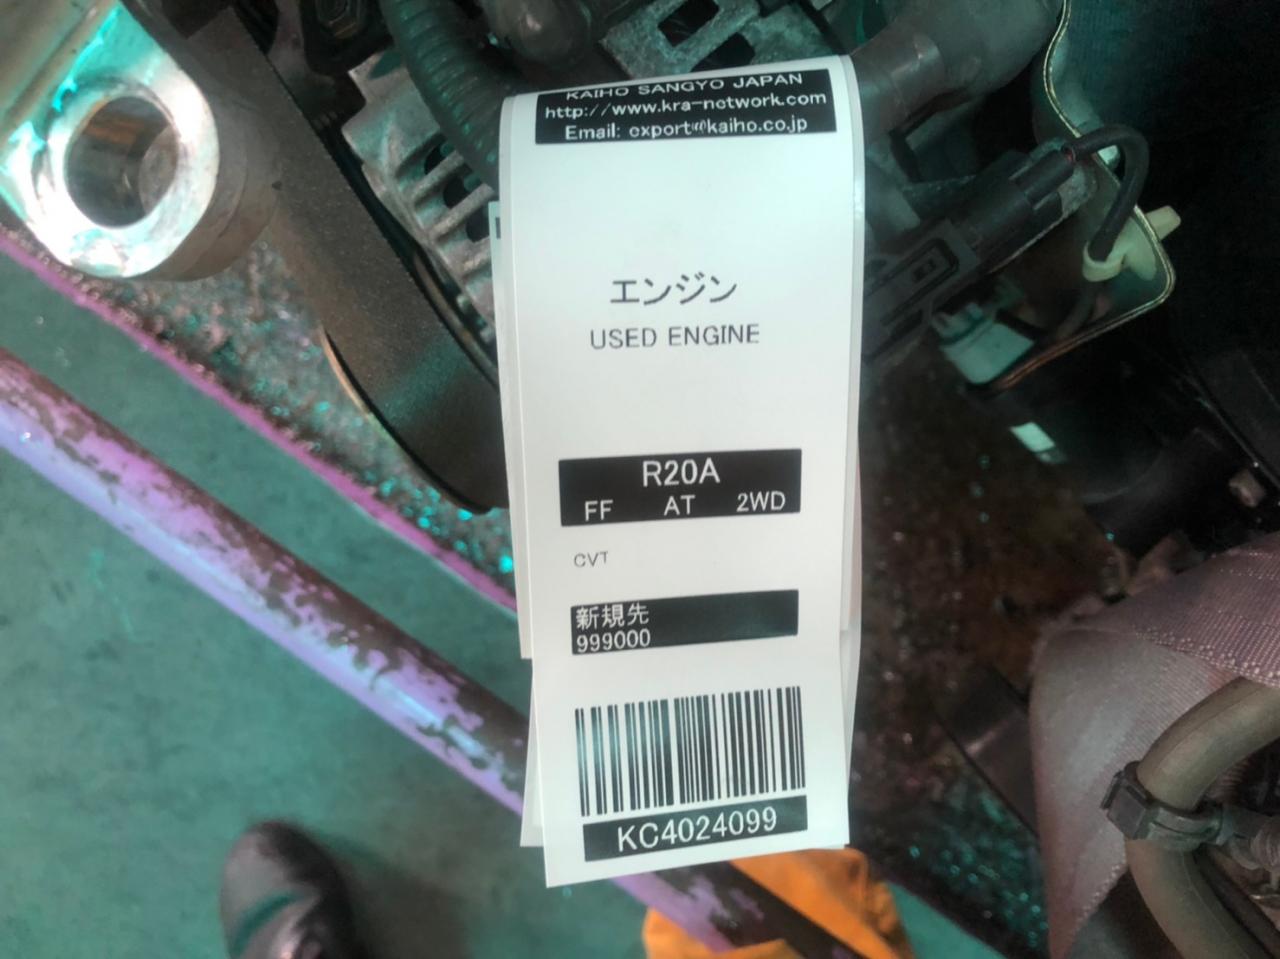 KAIHO SANGYO JAPAN
http://www.kra-network.com
Email: export@kaiho.co.jp
エンジン
USED ENGINE
R20A
FF AT 2WD
CVT
新規先
999000
KC4024099